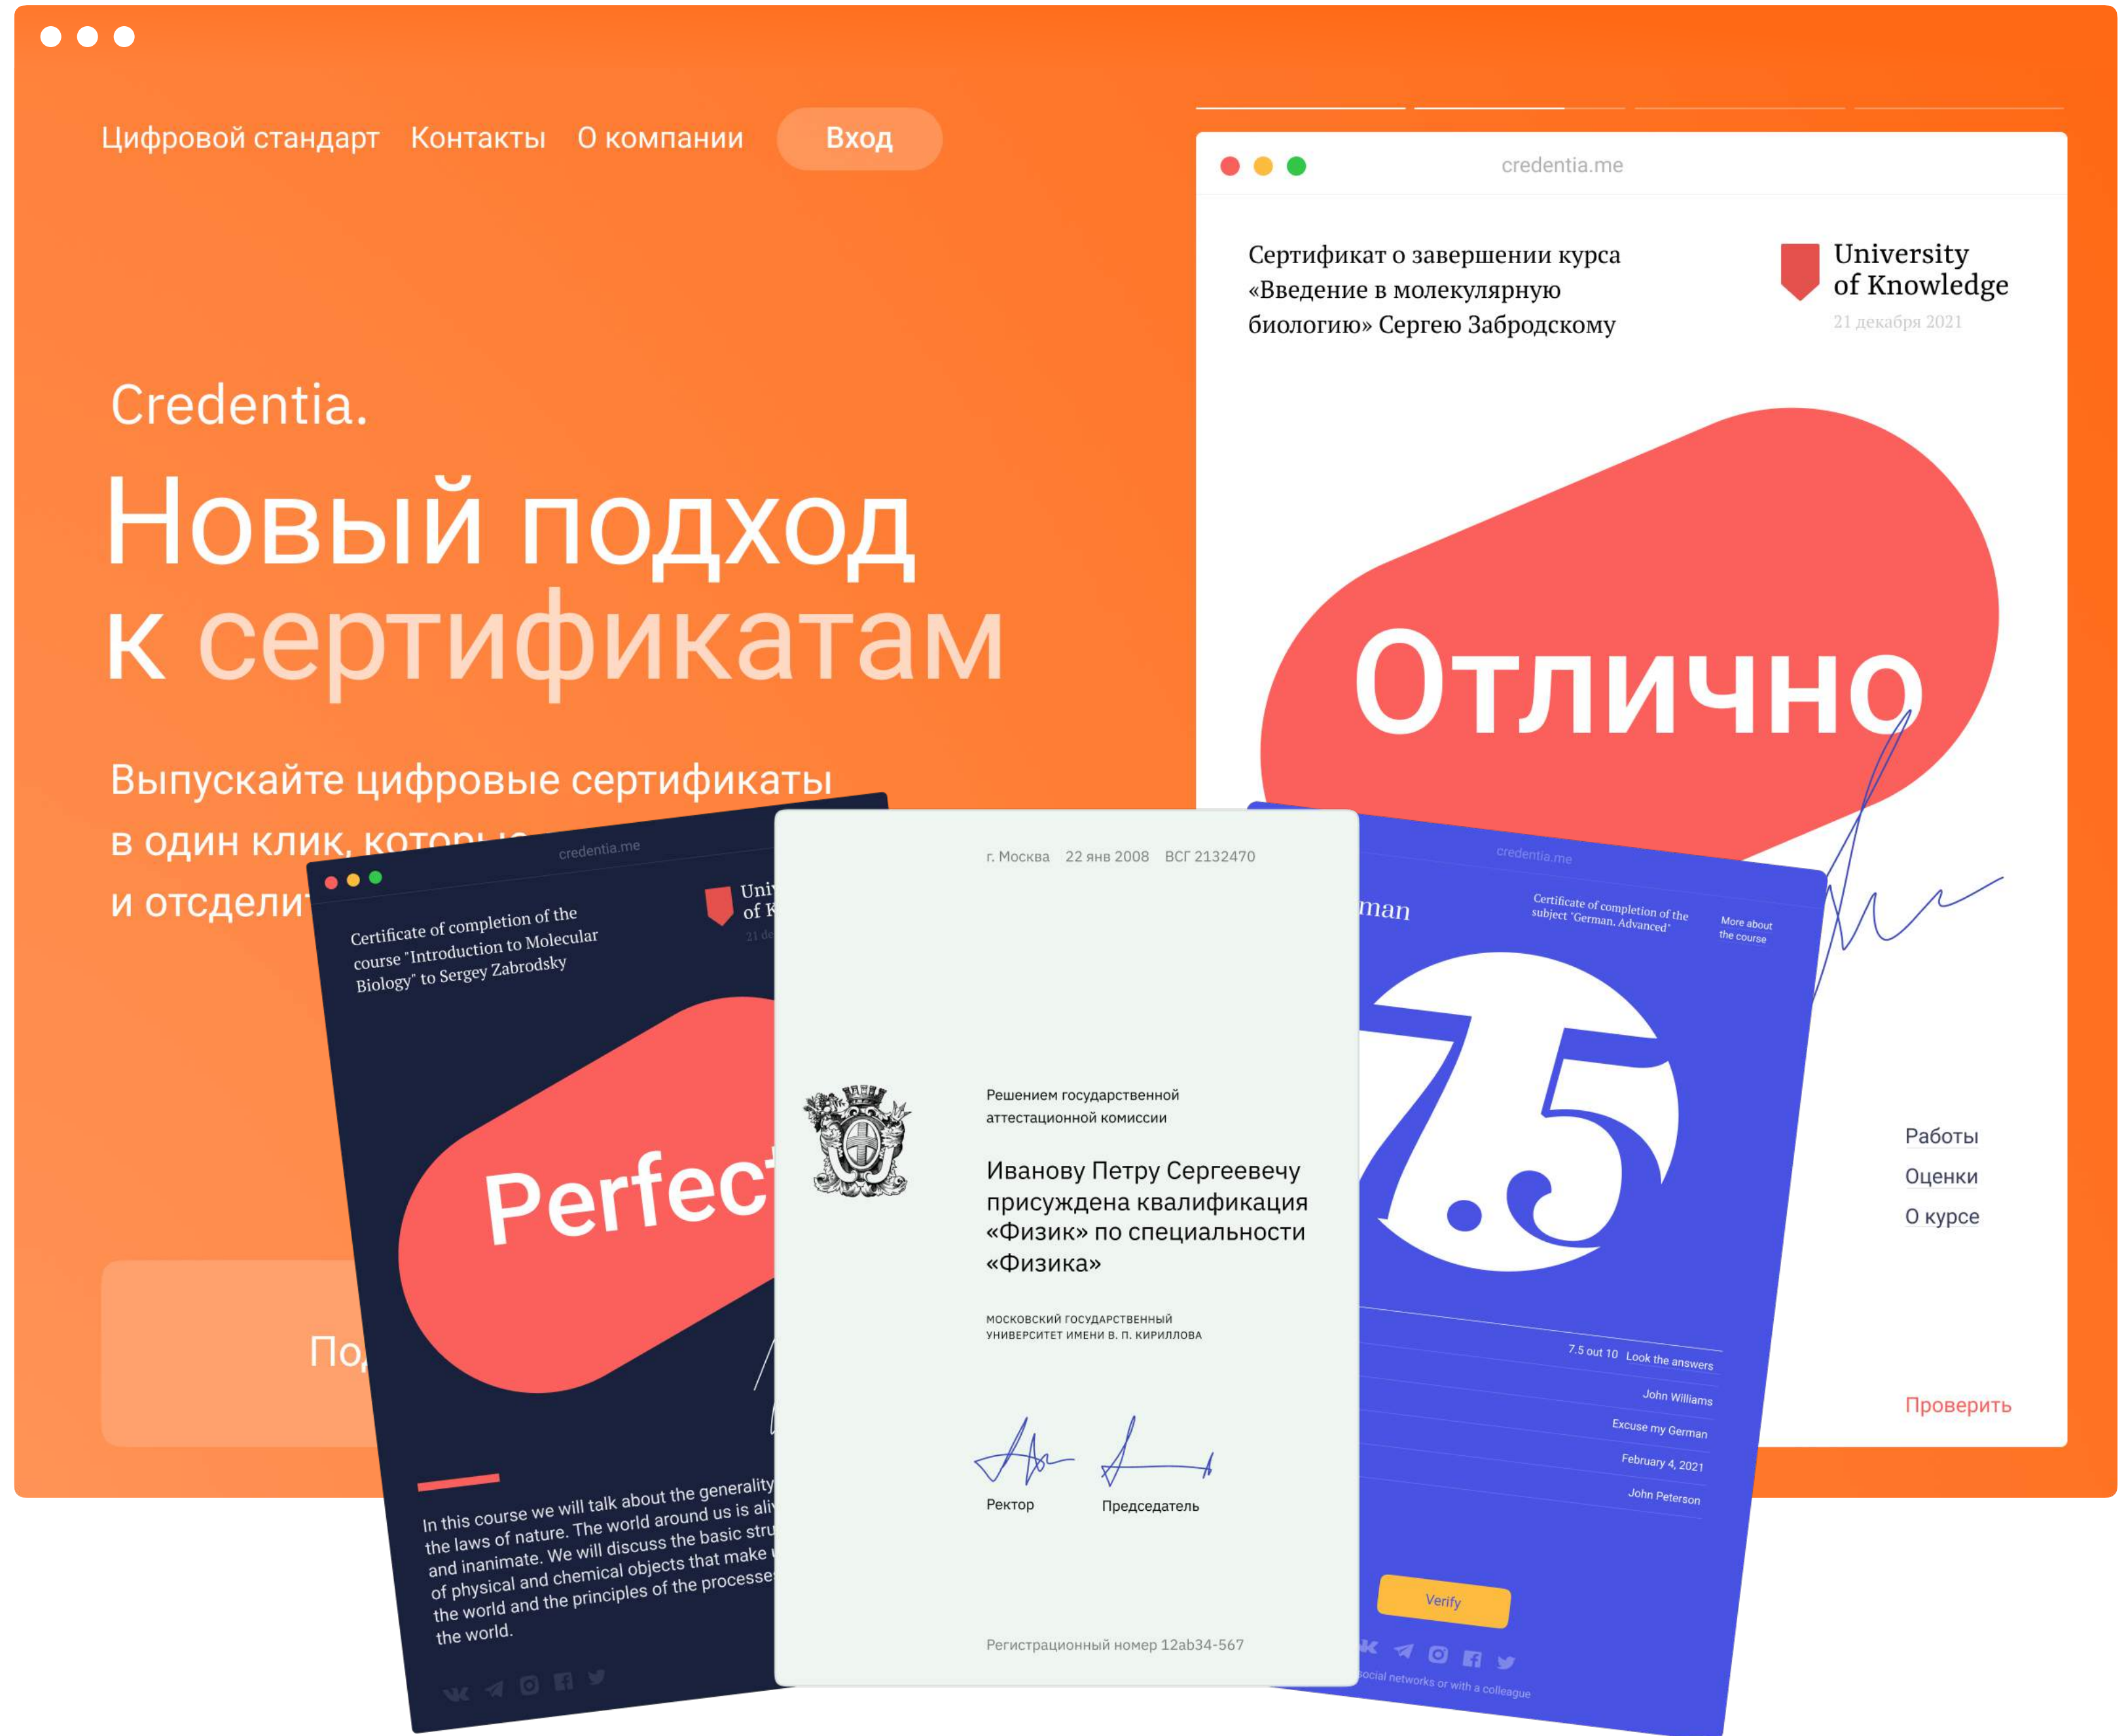 Цифровой стандарт Контакты О компании Вход
Credentia.
Новый подход
к сертификатам
Выпускайте цифровые сертификаты
в один клик,
и
credentia.me
Сертификат о завершении курса
«Введение в молекулярную
биологию» Сергею Забродскому
University
of Knowledge
21 декабря 2021
Отлично
Работы
Оценки
О курсе
Проверить
credentia.me
Certificate of completion of the
course "Introduction to Molecular
Biology" to Sergey Zabrodsky
of
Perfect
In this course we will talk about the generality
the laws of nature. The world around us is
and inanimate. We will discuss the basic
of physical and chemical objects that make
the world and the principles of the
the world.
г. Москва 22 янв 2008 ВСГ 2132470
Решением государственной
аттестационной комиссии
Иванову Петру Сергеевечу
присуждена квалификация
«Физик» по специальности
«Физика»
МОСКОВСКИЙ ГОСУДАРСТВЕННЫЙ
УНИВЕРСИТЕТ ИМЕНИ В. П. КИРИЛЛОВА
Ректор Председатель
Регистрационный номер 12ab34-567
credentia.me
Certificate of completion of the
subject "German. Advanced"
More about
the course
7.5
7.5 out 10 Look the answers
John Williams
Excuse my German
February 4, 2021
John Peterson
Verify
social networks or with a colleague